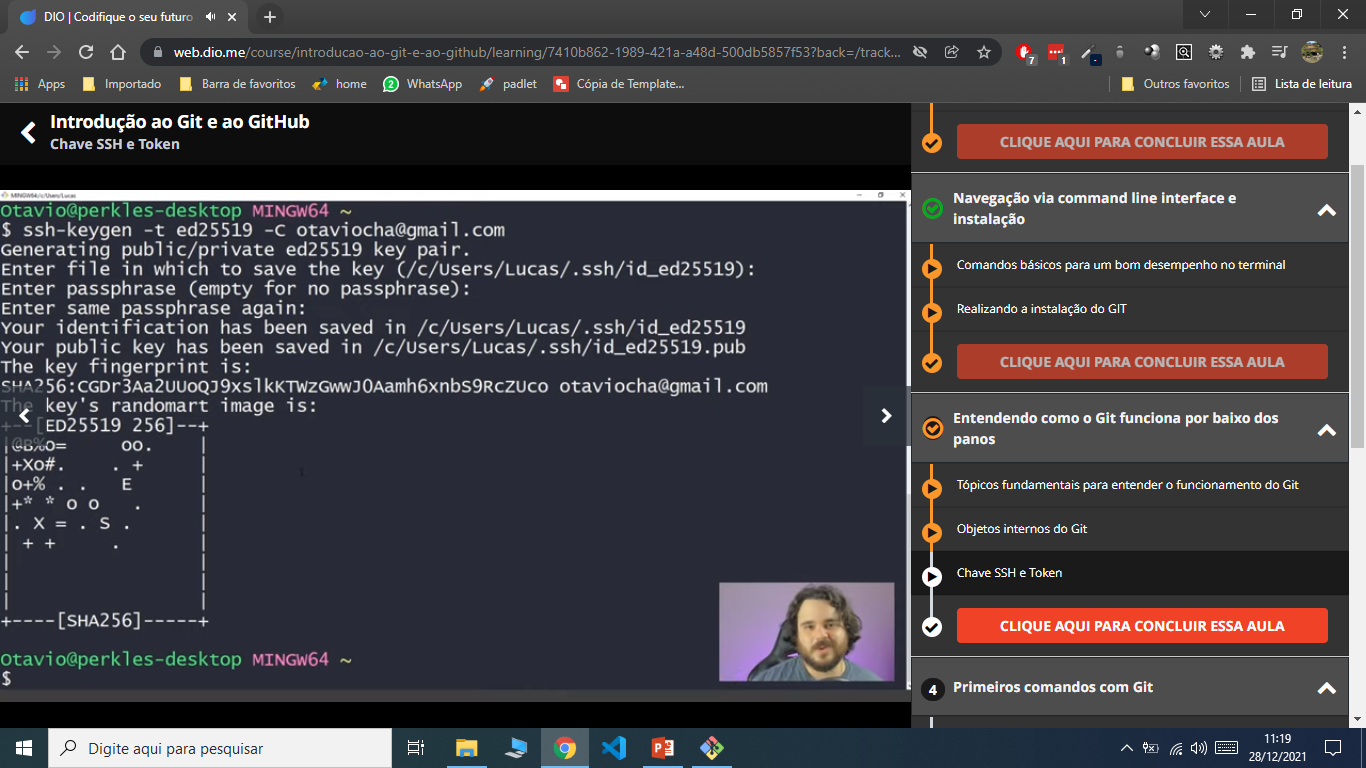 DIO | Codifique o seu futuro
web.dio.me/course/introducao-ao-git-e-ao-github/learning/7410b862-1989-421a-a48d-500db5857f53?back=/track...
7
1
Apps
Importado
Barra de favoritos
home
2
WhatsApp
padlet
Cópia de Template...
Outros favoritos
Lista de leitura
Introdução ao Git e ao GitHub
Chave SSH e Token
MINGW64:/c/Users/Lucas
Otavio@perkles-desktop MINGW64 ~
$ ssh-keygen -t ed25519 -C otaviocha@gmail.com
Generating public/private ed25519 key pair.
Enter file in which to save the key (/c/Users/Lucas/.ssh/id_ed25519):
Enter passphrase (empty for no passphrase):
Enter same passphrase again:
Your identification has been saved in /c/Users/Lucas/.ssh/id_ed25519
Your public key has been saved in /c/Users/Lucas/.ssh/id_ed25519.pub
The key fingerprint is:
SHA256:CGDr3Aa2UUoQJ9xslkKTWzGwwJOAamh6xnbS9RcZUco otaviocha@gmail.com
The key's randomart image is:
+--[ED25519 256]--+
|@B%o=     oo.    |
|+Xo#.    . +     |
|o+% . .   E      |
|+* * o o   .     |
|. X = . S .      |
| + +     .       |
|                 |
|                 |
|                 |
+----[SHA256]-----+
Otavio@perkles-desktop MINGW64 ~
$
CLIQUE AQUI PARA CONCLUIR ESSA AULA
Navegação via command line interface e
instalação
Comandos básicos para um bom desempenho no terminal
Realizando a instalação do GIT
CLIQUE AQUI PARA CONCLUIR ESSA AULA
Entendendo como o Git funciona por baixo dos
panos
Tópicos fundamentais para entender o funcionamento do Git
Objetos internos do Git
Chave SSH e Token
CLIQUE AQUI PARA CONCLUIR ESSA AULA
4 Primeiros comandos com Git
Digite aqui para pesquisar
11:19
28/12/2021